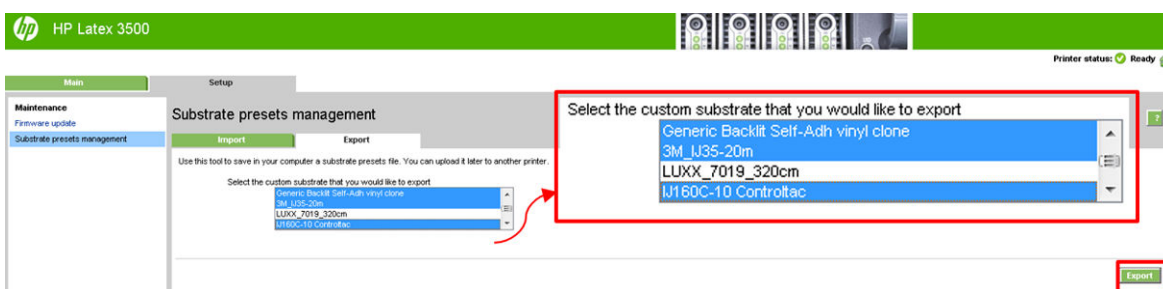 hp HP Latex 3500
Printer status: Ready
Main Setup
Maintenance
Firmware update
Substrate presets management
Substrate presets management
Import Export
Use this tool to save in your computer a substrate presets file. You can upload it later to another printer.
Select the custom substrate that you would like to export
Generic Backlit Self-Adh vinyl clone
3M_IJ35-20m
LUXX_7019_320cm
IJ160C-10 Controltac
Select the custom substrate that you would like to export
Generic Backlit Self-Adh vinyl clone
3M_IJ35-20m
LUXX_7019_320cm
IJ160C-10 Controltac
?
Export